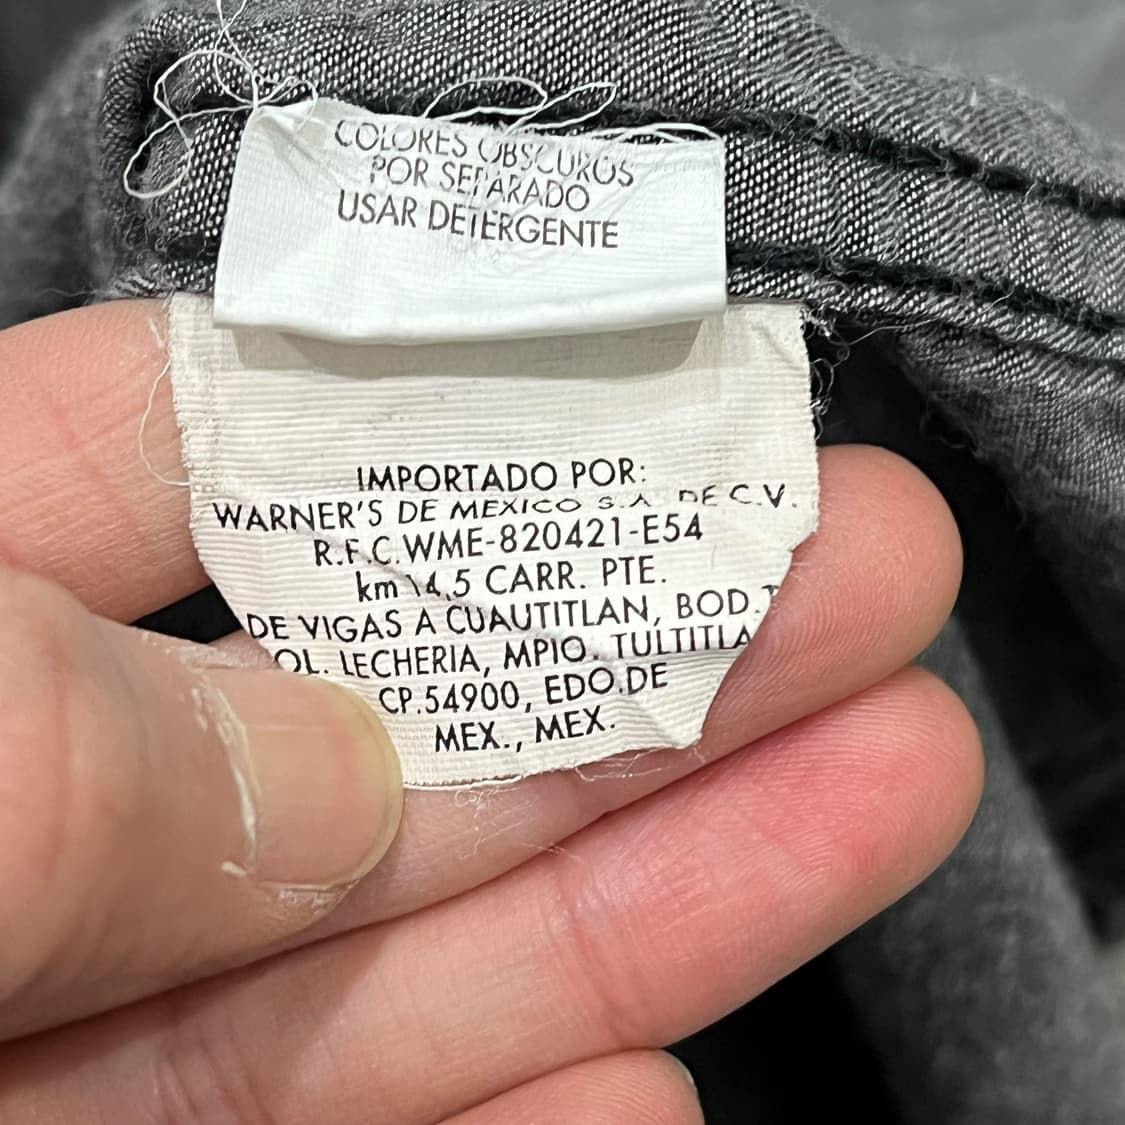 COLORES OBSCUROS
POR SEPARADO
USAR DETERGENTE
IMPORTADO POR:
WARNER'S DE MEXICO S.A. DE C.V.
R.F.C.WME-820421-E54
km 14,5 CARR. PTE.
DE VIGAS A CUAUTITLAN, BOD.
OL. LECHERIA, MPIO. TULTITLA
CP.54900, EDO.DE
MEX., MEX.